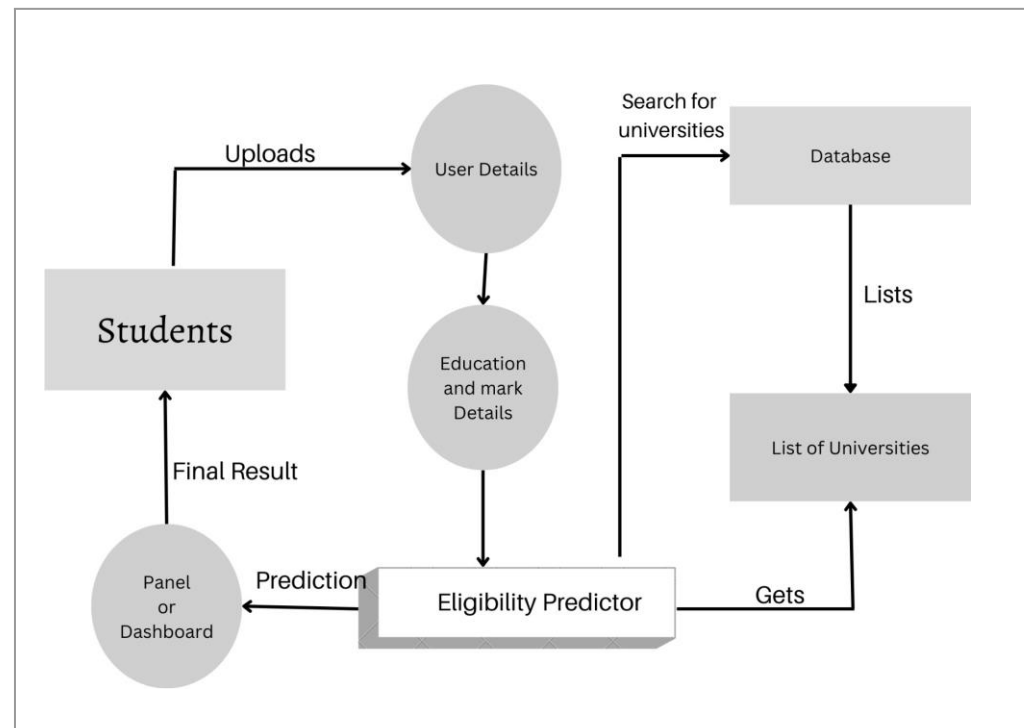 Search for
universities
Database
Uploads
User Details
Lists
Students
Education
and mark
Details
List of Universities
Final Result
Panel
or
Dashboard
Prediction
Eligibility Predictor
Gets